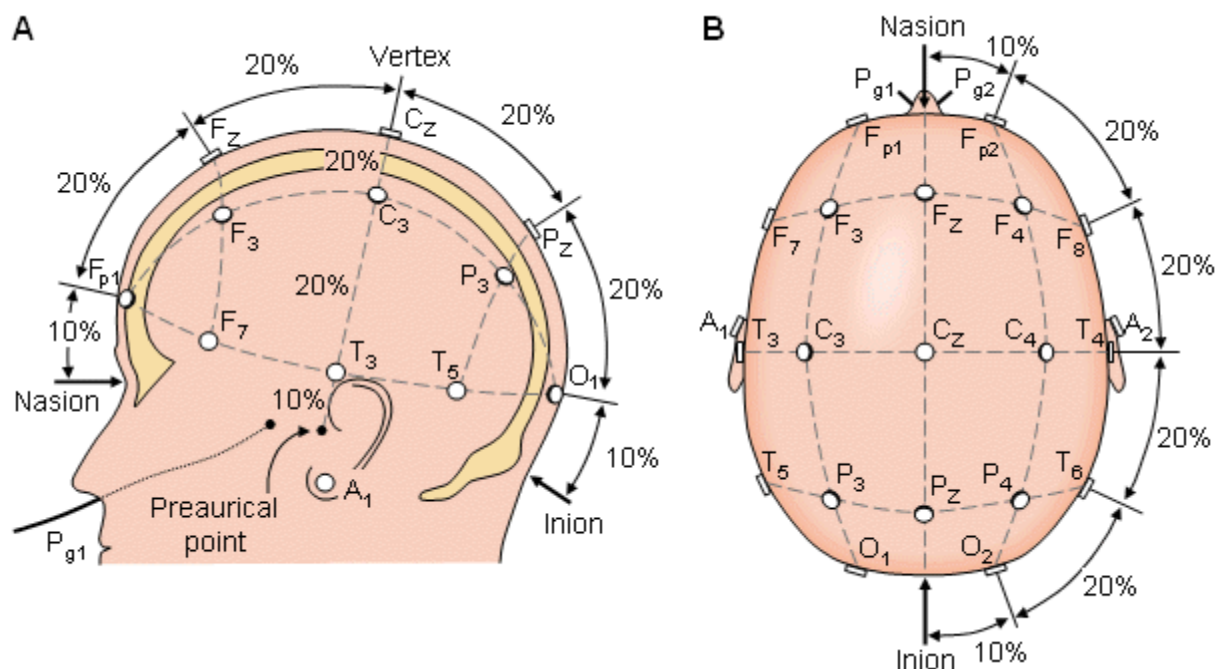 A
20%
Vertex
20%
Fz
Cz
20%
20%
F3
C3
Pz
Fp1
20%
P3
20%
10%
F7
T3
T5
O1
Nasion
10%
10%
A1
Preaurical
point
Inion
Pg1
B
Nasion
10%
Pg1
Pg2
Fp1
Fp2
20%
F7
F3
Fz
F4
F8
20%
A1
T3
C3
Cz
C4
T4
A2
20%
T5
P3
Pz
P4
T6
O1
O2
20%
10%
Inion